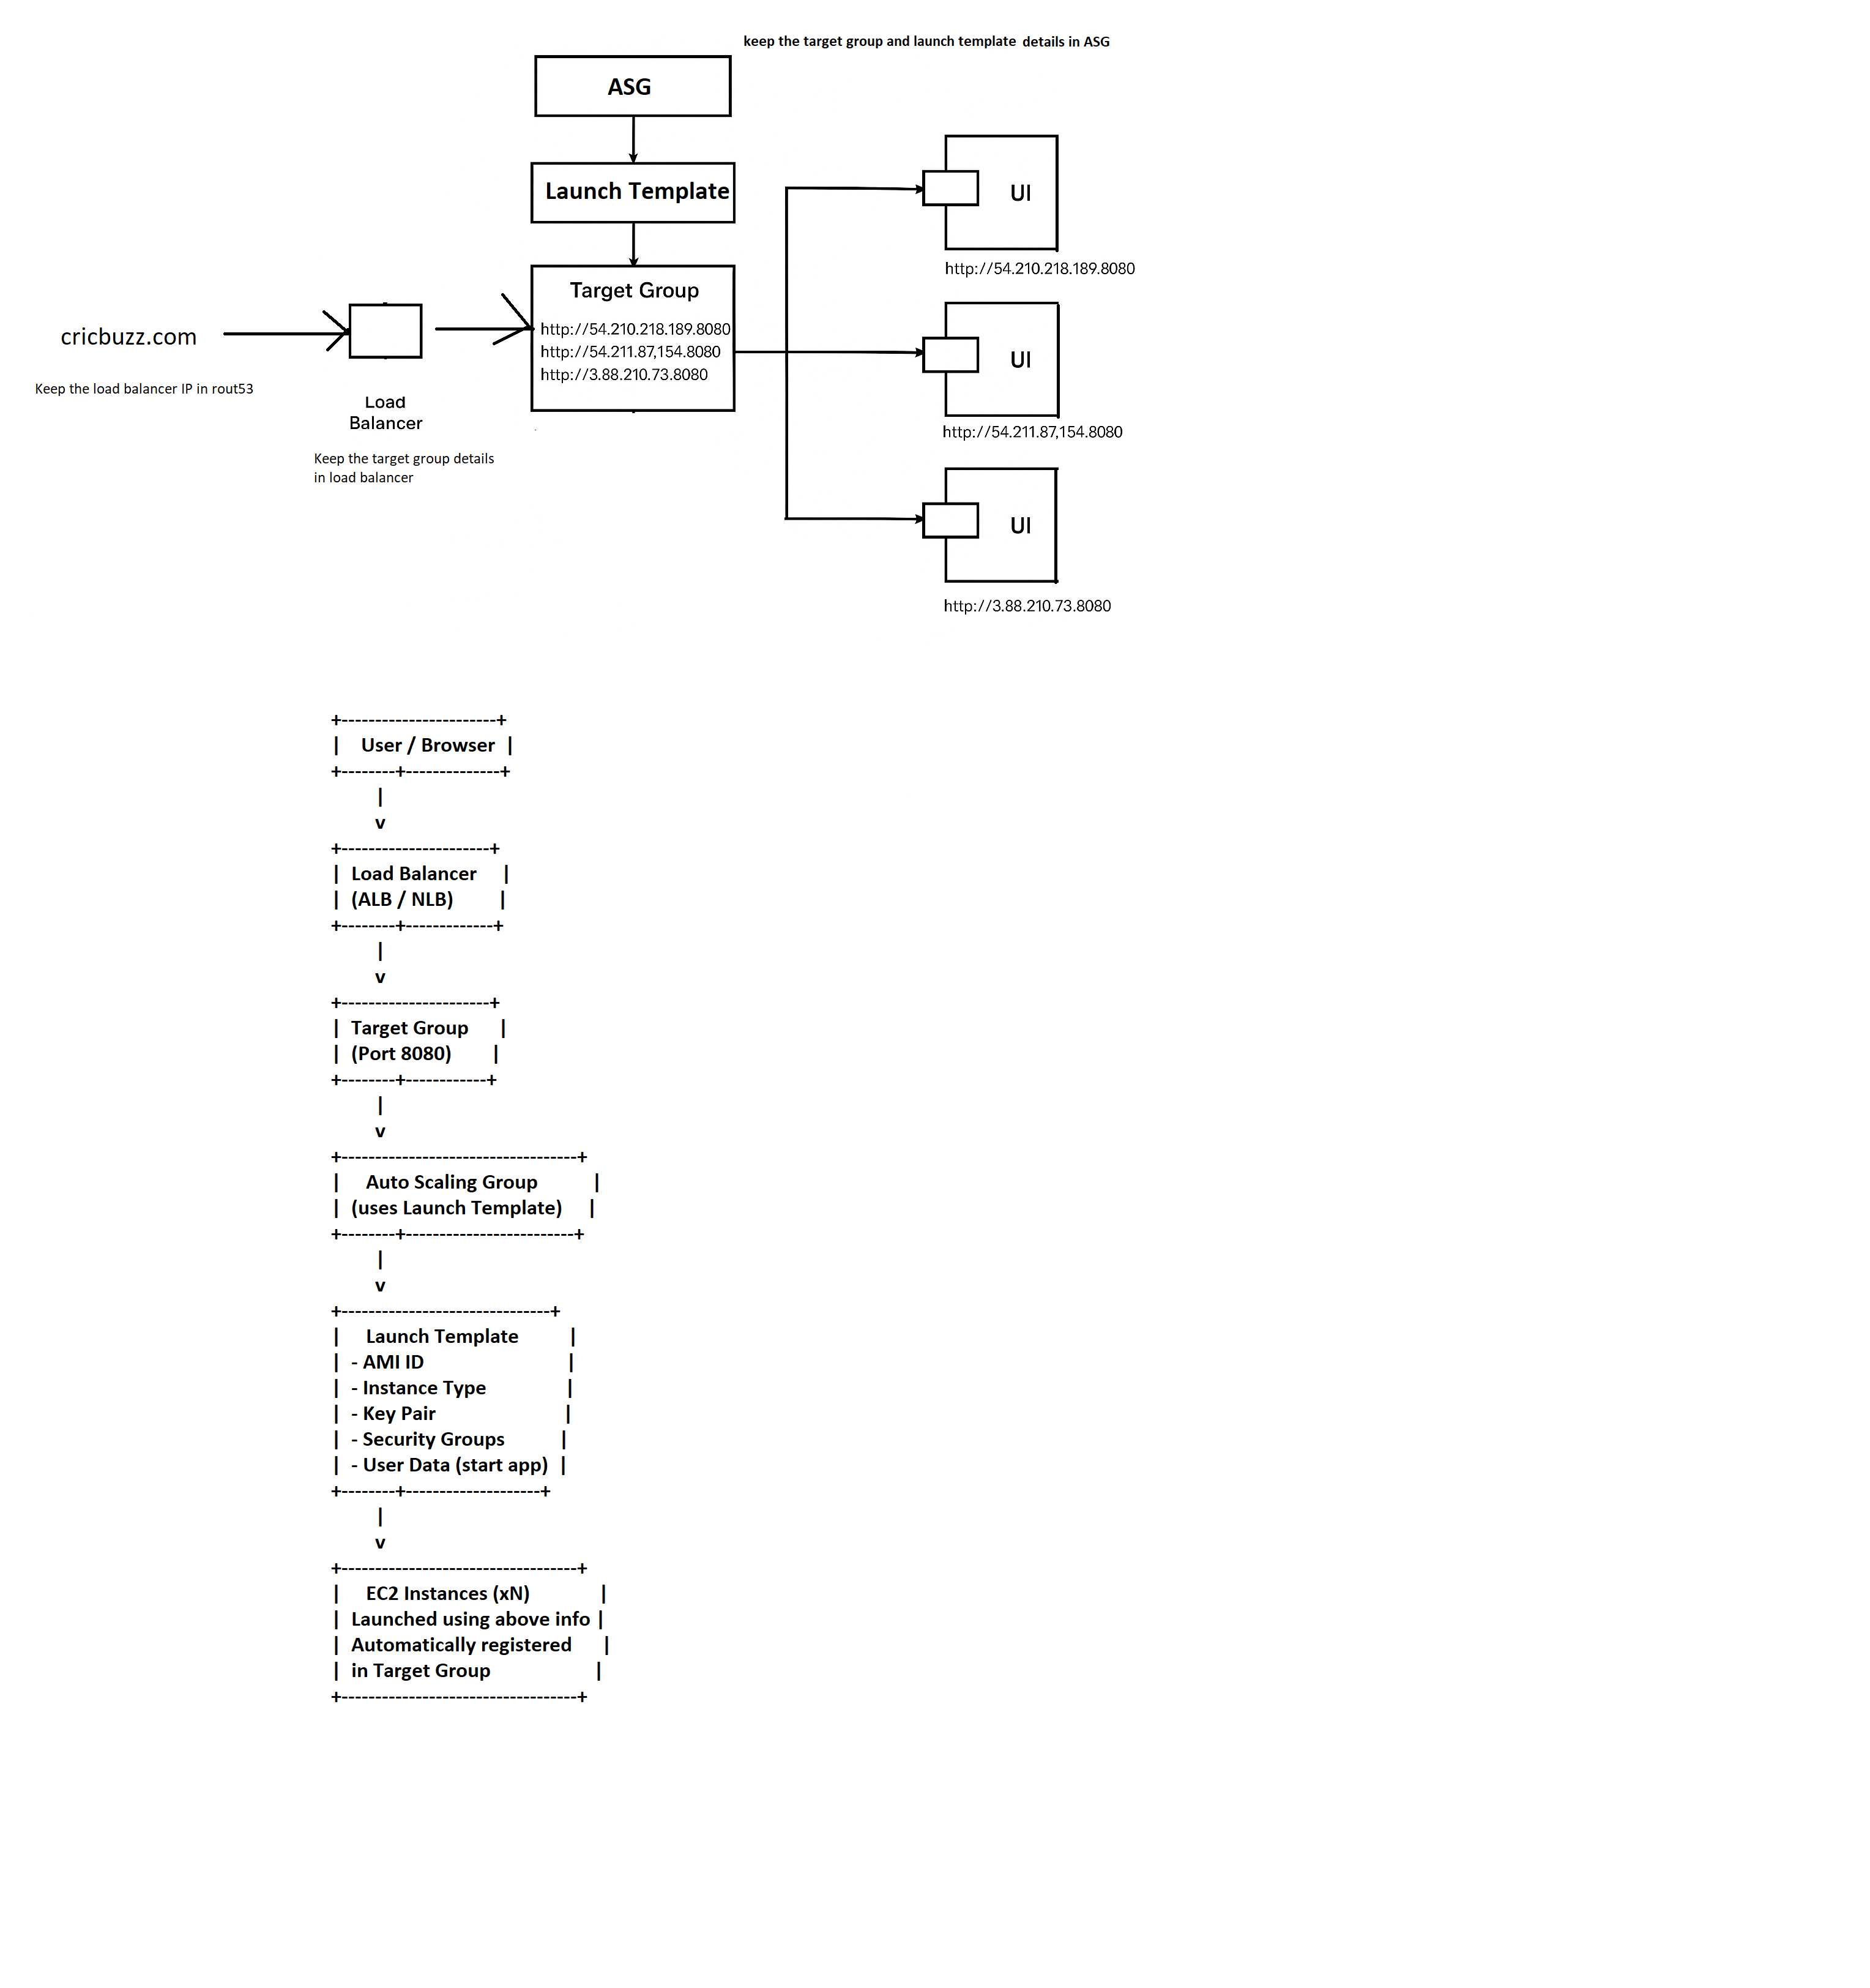 keep the target group and launch template details in ASG
ASG
Launch Template
Target Group
http://54.210.218.189.8080
http://54.211.87,154.8080
http://3.88.210.73.8080
cricbuzz.com
Keep the load balancer IP in rout53
Load
Balancer
Keep the target group details
in load balancer
UI
http://54.210.218.189.8080
UI
http://54.211.87,154.8080
UI
http://3.88.210.73.8080
+-----------------------+
|    User / Browser  |
+--------+--------------+
|
v
+----------------------+
|  Load Balancer    |
|  (ALB / NLB)       |
+--------+-------------+
|
v
+----------------------+
|  Target Group     |
|  (Port 8080)       |
+--------+------------+
|
v
+-----------------------------------+
|    Auto Scaling Group         |
|  (uses Launch Template)    |
+--------+-------------------------+
|
v
+-------------------------------+
|    Launch Template        |
|  - AMI ID                      |
|  - Instance Type            |
|  - Key Pair                    |
|  - Security Groups         |
|  - User Data (start app)  |
+--------+--------------------+
|
v
+-----------------------------------+
|    EC2 Instances (xN)           |
|  Launched using above info |
|  Automatically registered     |
|  in Target Group                |
+-----------------------------------+